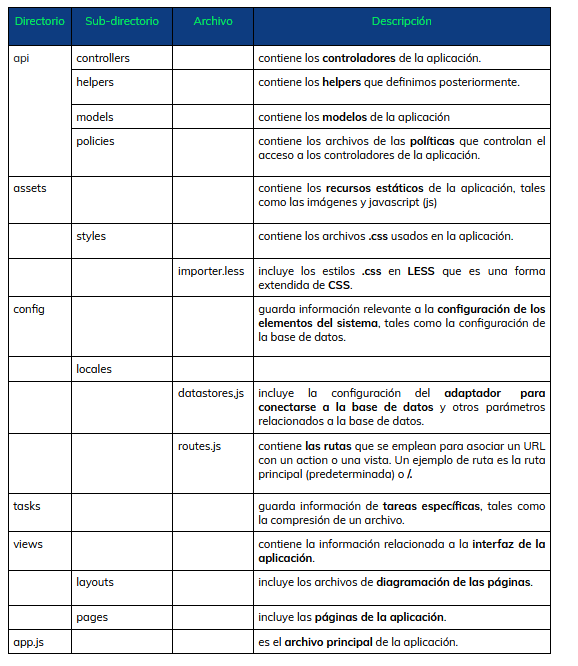 Directorio Sub-directorio Archivo Descripción
api controllers contiene los controladores de la aplicación.
helpers contiene los helpers que definimos posteriormente.
models contiene los modelos de la aplicación
policies contiene los archivos de las políticas que controlan el
acceso a los controladores de la aplicación.
assets contiene los recursos estáticos de la aplicación, tales
como las imágenes y javascript (js)
styles contiene los archivos .css usados en la aplicación.
importer.less incluye los estilos .css en LESS que es una forma
extendida de CSS.
config guarda información relevante a la configuración de los
elementos del sistema, tales como la configuración de
la base de datos.
locales
datastores,js incluye la configuración del adaptador para
conectarse a la base de datos y otros parámetros
relacionados a la base de datos.
routes.js contiene las rutas que se emplean para asociar un URL
con un action o una vista. Un ejemplo de ruta es la ruta
principal (predeterminada) o /.
tasks guarda información de tareas específicas, tales como
la compresión de un archivo.
views contiene la información relacionada a la interfaz de la
aplicación.
layouts incluye los archivos de diagramación de las páginas.
pages incluye las páginas de la aplicación.
app.js es el archivo principal de la aplicación.